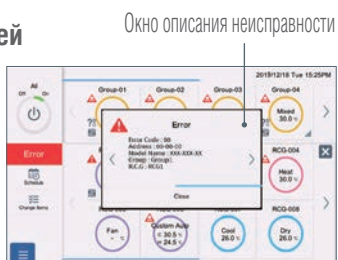 Окно описания неисправности
ей
2019/12/18 Tue 15:25PM
All
Off On
Group-01
Group-02
Group-03
Group-04
Mixed
30.0 °c
Error
Error
Error Code : 00
Address : 00-00-10
Model Name : XXX-XXX-XX
Group : Group1
R.C.G : RCG1
Close
RCG-004
Heat
30.0 °c
Schedule
Change Items
RCG-008
Fan
- °c
Custom Auto
< 30.5 °c
= 24.5 °c
Cool
26.0 °c
Dry
26.0 °c